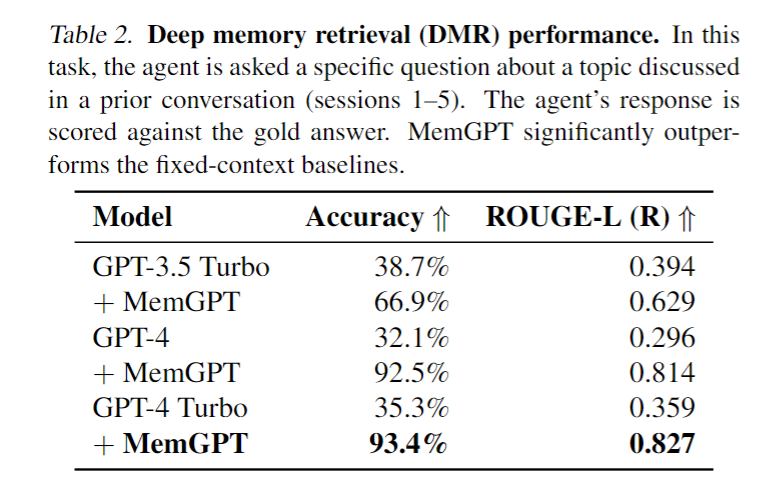 Table 2. Deep memory retrieval (DMR) performance. In this
task, the agent is asked a specific question about a topic discussed
in a prior conversation (sessions 1–5). The agent's response is
scored against the gold answer. MemGPT significantly outper-
forms the fixed-context baselines.
Model Accuracy ⇑ ROUGE-L (R) ⇑
GPT-3.5 Turbo 38.7% 0.394
+ MemGPT 66.9% 0.629
GPT-4 32.1% 0.296
+ MemGPT 92.5% 0.814
GPT-4 Turbo 35.3% 0.359
+ MemGPT 93.4% 0.827